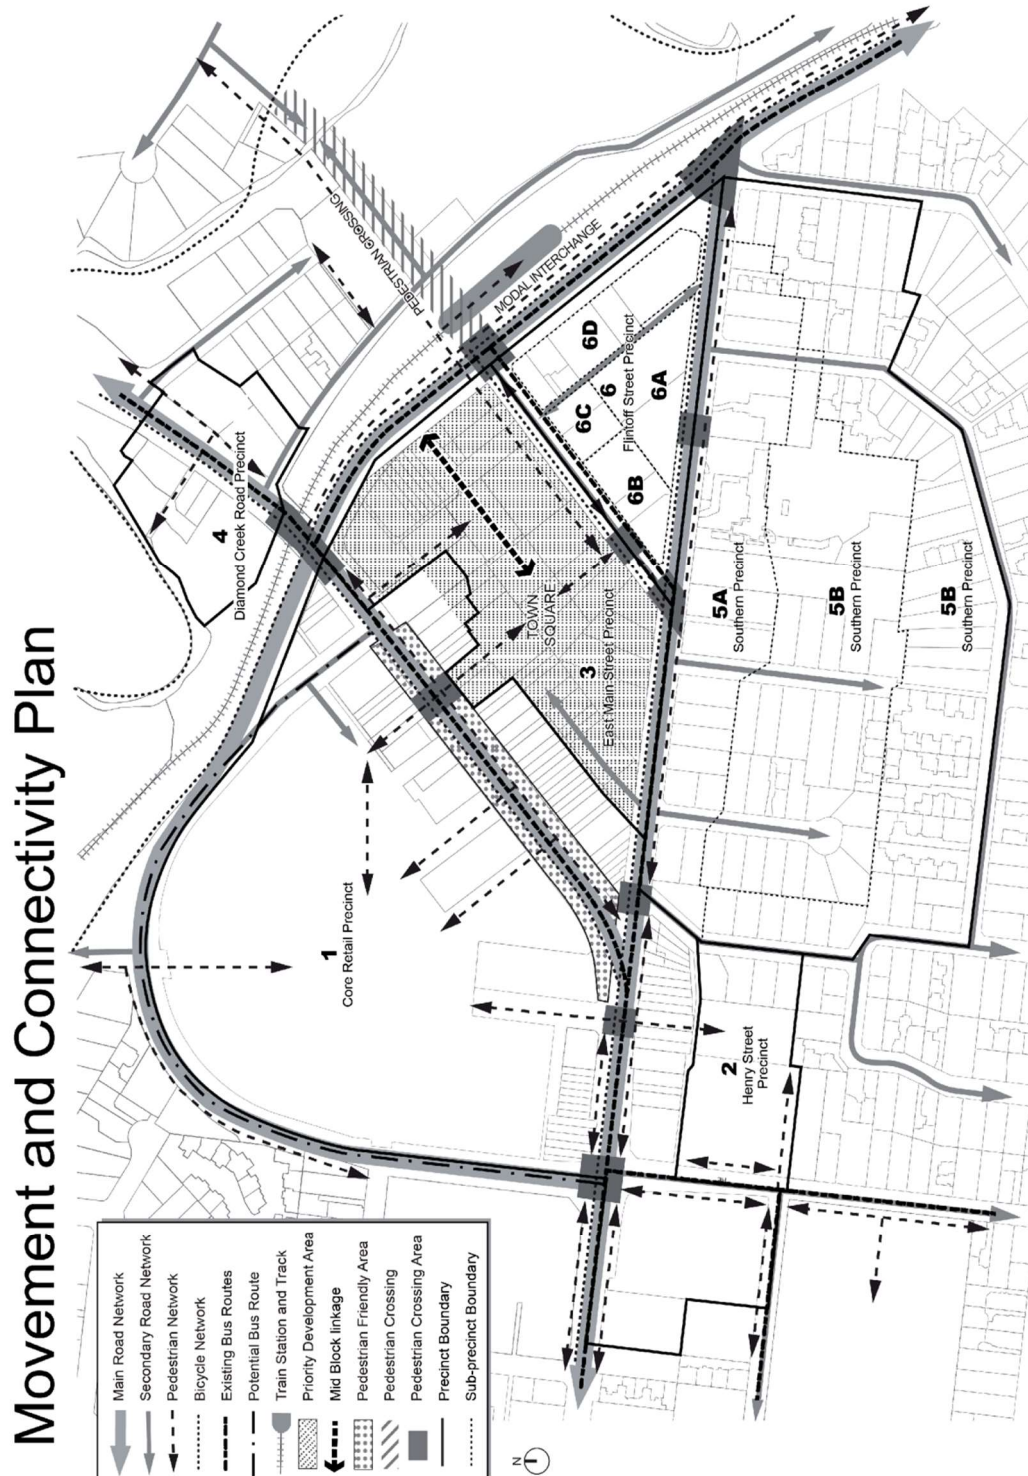 Movement and Connectivity Plan
Main Road Network
Secondary Road Network
Pedestrian Network
Bicycle Network
Existing Bus Routes
Potential Bus Route
Train Station and Track
Priority Development Area
Mid Block linkage
Pedestrian Friendly Area
Pedestrian Crossing
Pedestrian Crossing Area
Precinct Boundary
Sub-precinct Boundary
N
1
Core Retail Precinct
2
Henry Street
Precinct
3
East Main Street Precinct
TOWN
SQUARE
4
Diamond Creek Road Precinct
PEDESTRIAN CROSSING
MODAL INTERCHANGE
5A
Southern Precinct
5B
Southern Precinct
5B
Southern Precinct
6
Flintoff Street Precinct
6A
6B
6C
6D